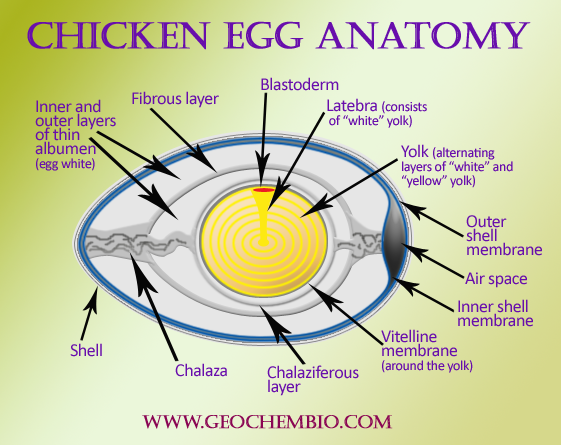 CHICKEN EGG ANATOMY
Blastoderm
Fibrous layer
Latebra (consists
of "white" yolk)
Inner and
outer layers
of thin
albumen
(egg white)
Yolk (alternating
layers of "white" and
"yellow" yolk)
Outer
shell
membrane
Air space
Inner shell
membrane
Vitelline
membrane
(around the yolk)
Shell
Chalaza
Chalaziferous
layer
WWW.GEOCHEMBIO.COM